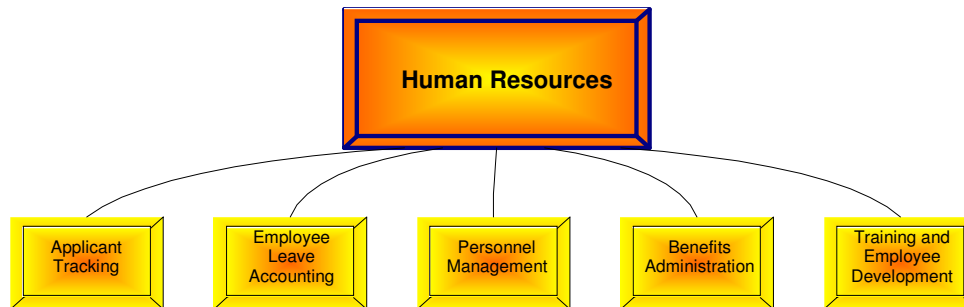 Human Resources
Applicant
Tracking
Employee
Leave
Accounting
Personnel
Management
Benefits
Administration
Training and
Employee
Development